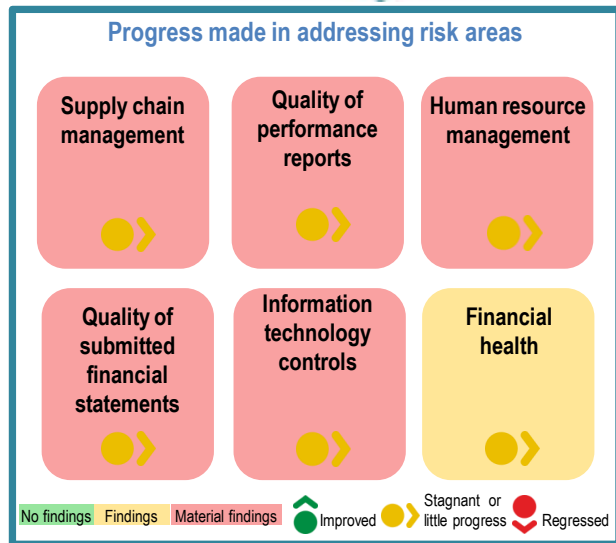 Progress made in addressing risk areas
Supply chain
management
Quality of
performance
reports
Human resource
management
Quality of
submitted
financial
statements
Information
technology
controls
Financial
health
No findings
Findings
Material findings
Improved
Stagnant or
little progress
Regressed